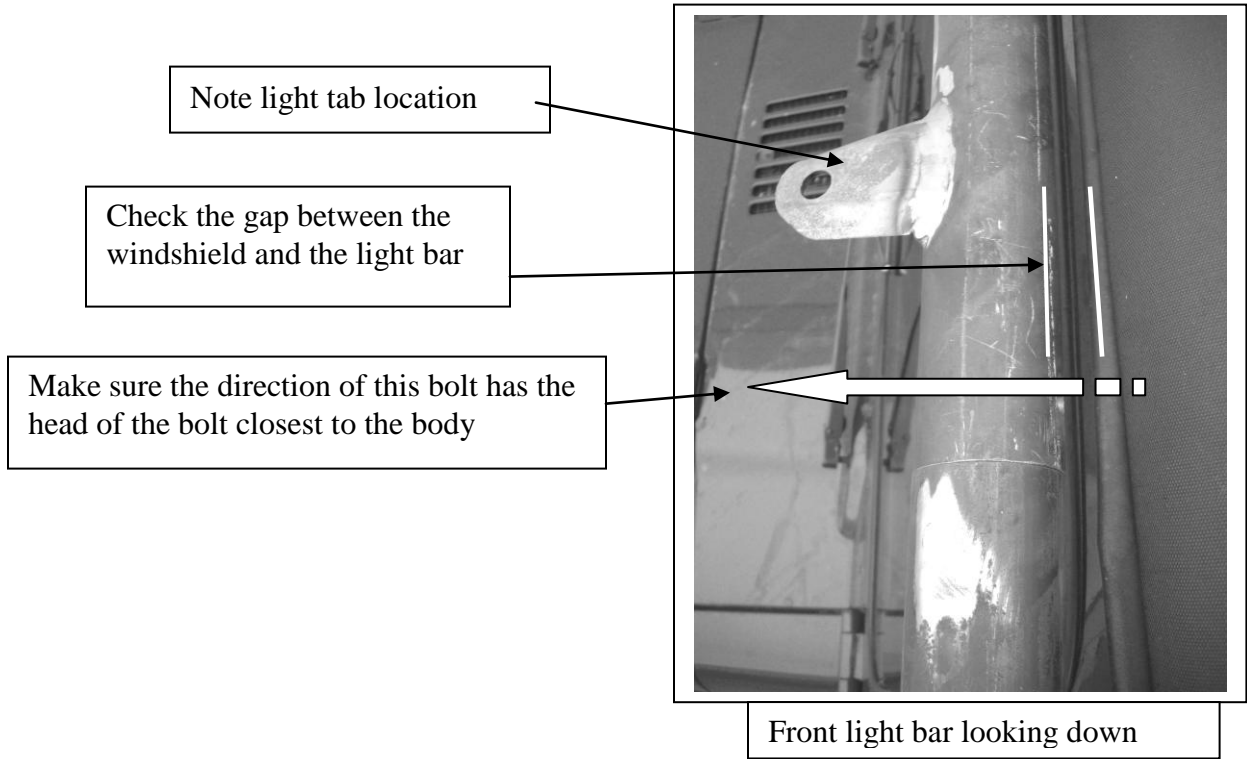 Note light tab location
Check the gap between the
windshield and the light bar
Make sure the direction of this bolt has the
head of the bolt closest to the body
Front light bar looking down